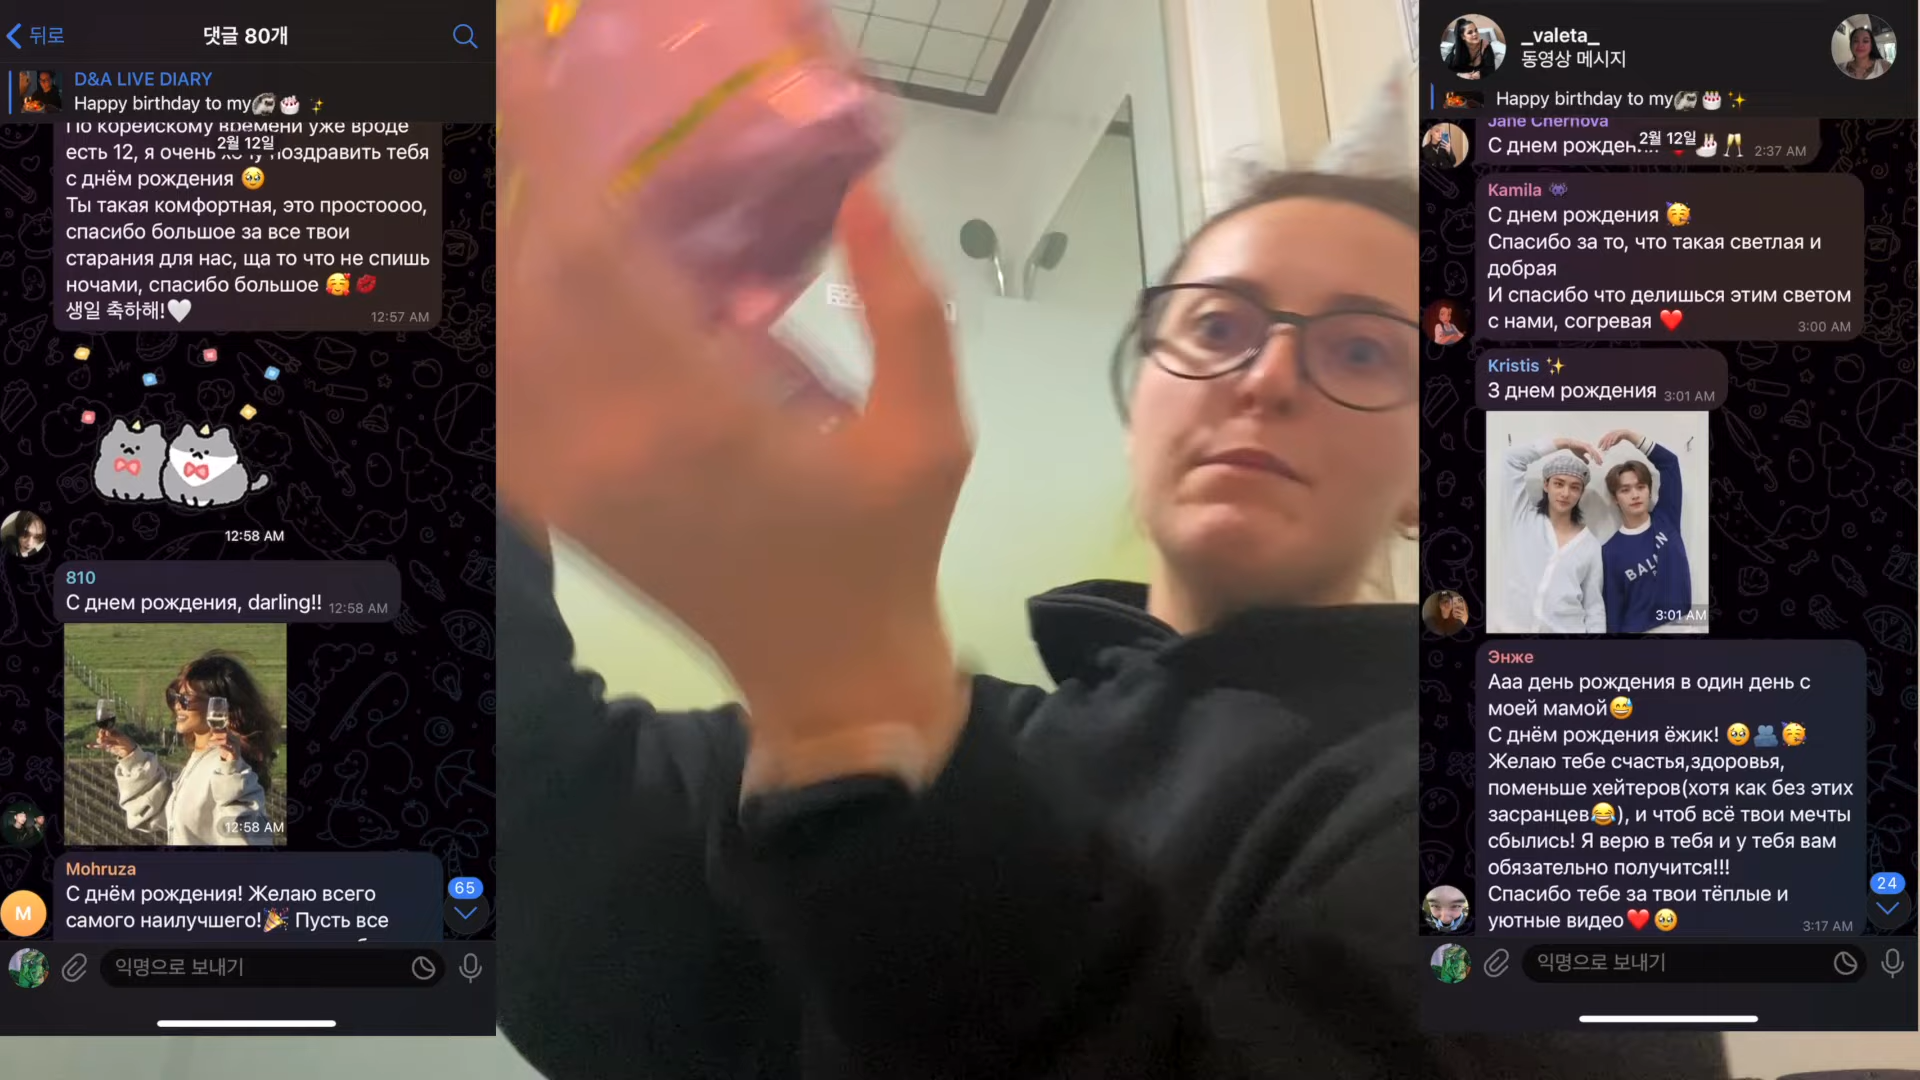 뒤로
댓글 80개
D&A LIVE DIARY
Happy birthday to my🦔🎂 ✨
По корейскому времени уже вроде
2월 12일
есть 12, я очень хочу поздравить тебя
с днём рождения 🥹
Ты такая комфортная, это простоооо,
спасибо большое за все твои
старания для нас, ща то что не спишь
ночами, спасибо большое 🥰💋
생일 축하해!🤍
12:57 AM
12:58 AM
810
С днем рождения, darling!! 12:58 AM
12:58 AM
Mohruza
С днём рождения! Желаю всего
самого наилучшего!🎉 Пусть все
65
M
익명으로 보내기
BALA N
_valeta_
동영상 메시지
Happy birthday to my🦔🎂✨
Jane Chernova
2월 12일
С днем рожден 2:37 AM
Kamila
С днем рождения 🥳
Спасибо за то, что такая светлая и
добрая
И спасибо что делишься этим светом
с нами, согревая ❤️
3:00 AM
Kristis ✨
З днем рождения 3:01 AM
3:01 AM
Энже
Ааа день рождения в один день с
моей мамой😅
С днём рождения ёжик! 🥹🫂🥳
Желаю тебе счастья,здоровья,
поменьше хейтеров(хотя как без этих
засранцев😂), и чтоб всё твои мечты
сбылись! Я верю в тебя и у тебя вам
обязательно получится!!!
Спасибо тебе за твои тёплые и
уютные видео❤️🥹
3:17 AM
24
익명으로 보내기